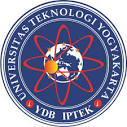 UNIVERSITAS TEKNOLOGI YOGYAKARTA
YDB IPTEK